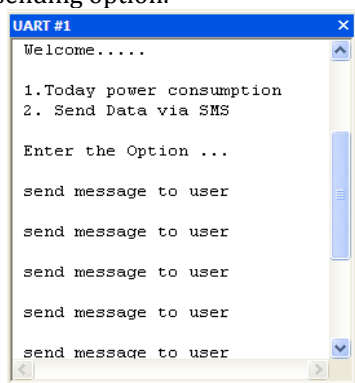 sending option.
UART #1
Welcome.....
1.Today power consumption
2. Send Data via SMS
Enter the Option ...
send message to user
send message to user
send message to user
send message to user
send message to user